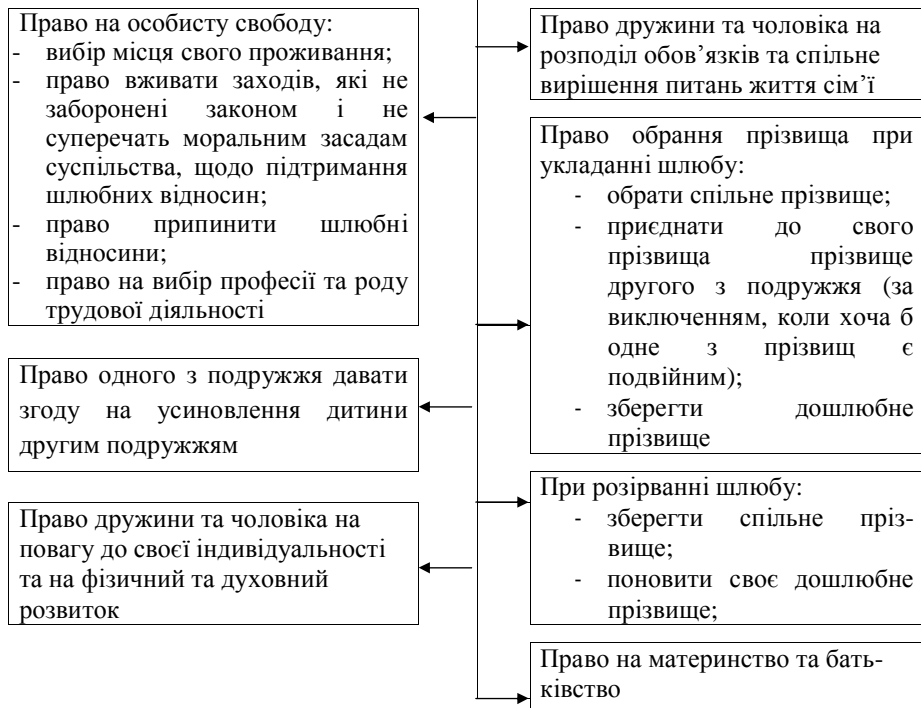 Право на особисту свободу:
- вибір місця свого проживання;
- право вживати заходів, які не
заборонені законом і не
суперечать моральним засадам
суспільства, щодо підтримання
шлюбних відносин;
- право припинити шлюбні
відносини;
- право на вибір професії та роду
трудової діяльності
Право одного з подружжя давати
згоду на усиновлення дитини
другим подружжям
Право дружини та чоловіка на
повагу до своєї індивідуальності
та на фізичний та духовний
розвиток
Право дружини та чоловіка на
розподіл обов’язків та спільне
вирішення питань життя сім’ї
Право обрання прізвища при
укладанні шлюбу:
- обрати спільне прізвище;
- приєднати до свого
прізвища прізвище
другого з подружжя (за
виключенням, коли хоча б
одне з прізвищ є
подвійним);
- зберегти дошлюбне
прізвище
При розірванні шлюбу:
- зберегти спільне пріз-
вище;
- поновити своє дошлюбне
прізвище;
Право на материнство та бать-
ківство